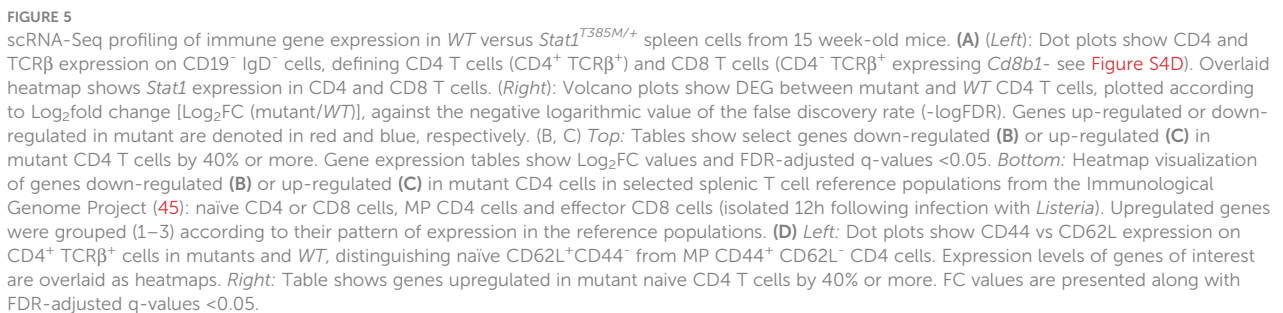 FIGURE 5
scRNA-Seq profiling of immune gene expression in WT versus Stat1^T385M/+ spleen cells from 15 week-old mice. (A) (Left): Dot plots show CD4 and
TCRβ expression on CD19⁻ IgD⁻ cells, defining CD4 T cells (CD4⁺ TCRβ⁺) and CD8 T cells (CD4⁻ TCRβ⁺ expressing Cd8b1- see Figure S4D). Overlaid
heatmap shows Stat1 expression in CD4 and CD8 T cells. (Right): Volcano plots show DEG between mutant and WT CD4 T cells, plotted according
to Log₂fold change [Log₂FC (mutant/WT)], against the negative logarithmic value of the false discovery rate (-logFDR). Genes up-regulated or down-
regulated in mutant are denoted in red and blue, respectively. (B, C) Top: Tables show select genes down-regulated (B) or up-regulated (C) in
mutant CD4 T cells by 40% or more. Gene expression tables show Log₂FC values and FDR-adjusted q-values <0.05. Bottom: Heatmap visualization
of genes down-regulated (B) or up-regulated (C) in mutant CD4 cells in selected splenic T cell reference populations from the Immunological
Genome Project (45): naïve CD4 or CD8 cells, MP CD4 cells and effector CD8 cells (isolated 12h following infection with Listeria). Upregulated genes
were grouped (1–3) according to their pattern of expression in the reference populations. (D) Left: Dot plots show CD44 vs CD62L expression on
CD4⁺ TCRβ⁺ cells in mutants and WT, distinguishing naïve CD62L⁺CD44⁻ from MP CD44⁺ CD62L⁻ CD4 cells. Expression levels of genes of interest
are overlaid as heatmaps. Right: Table shows genes upregulated in mutant naive CD4 T cells by 40% or more. FC values are presented along with
FDR-adjusted q-values <0.05.